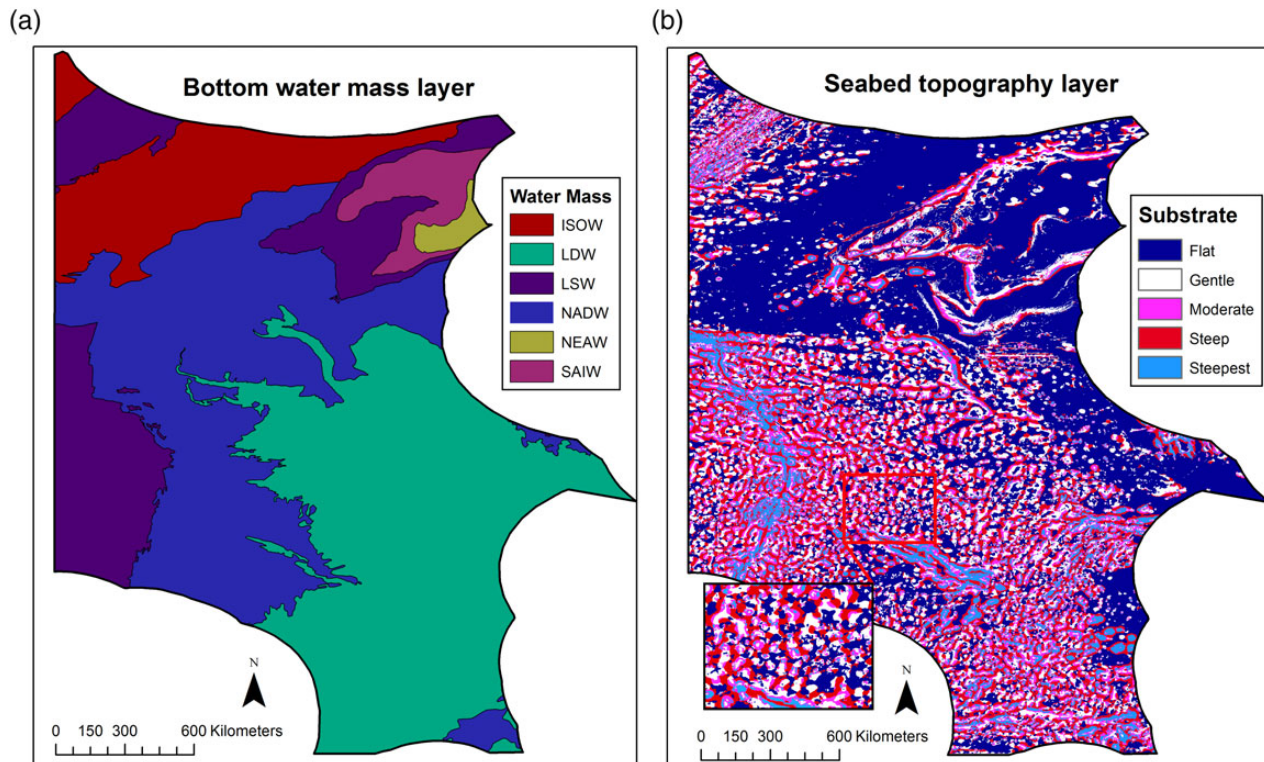 (a)
Bottom water mass layer
Water Mass
ISOW
LDW
LSW
NADW
NEAW
SAIW
N
0 150 300 600 Kilometers
(b)
Seabed topography layer
Substrate
Flat
Gentle
Moderate
Steep
Steepest
N
0 150 300 600 Kilometers